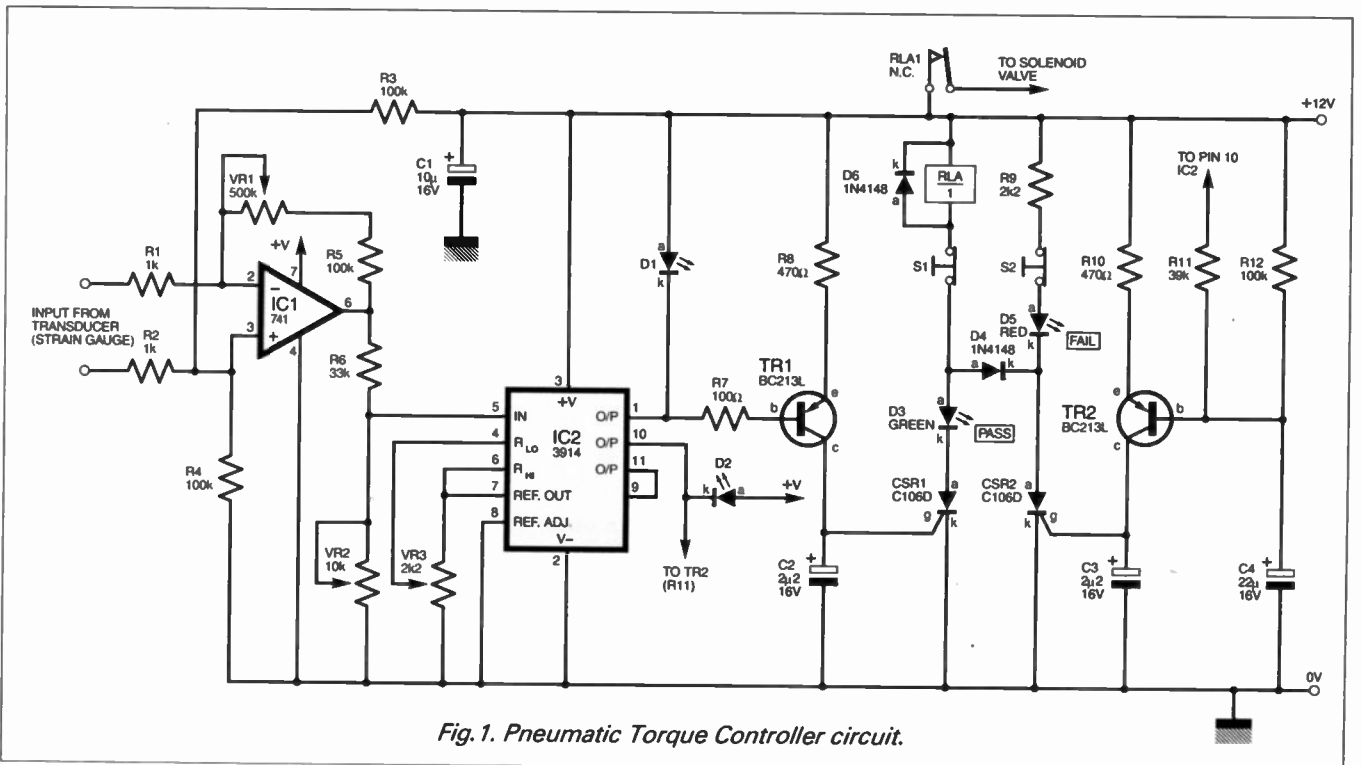 RLA1
N.C.
TO SOLENOID
VALVE
+12V
R3
100k
C1
10µ
16V
+
VR1
500k
+V
R5
100k
R1
1k
INPUT FROM
TRANSDUCER
(STRAIN GAUGE)
R2
1k
2
−
7
IC1
741
6
3
+
4
R6
33k
R4
100k
VR2
10k
VR3
2k2
3
+V
5 IN O/P 1
4 R LO O/P 10
6 R HI O/P 11
7 REF. OUT 9
8 REF. ADJ.
V−
2
IC2
3914
a
D1
k
R7
100Ω
D2
k a
+V
TO TR2
(R11)
R8
470Ω
TR1
BC213L
b
e
c
C2
2µ2
16V
+
D6
1N4148
k
a
RLA
1
S1
R9
2k2
S2
D4
1N4148
a k
a
D5
RED
k
FAIL
a
D3
GREEN
k
PASS
CSR1
C106D
a
g
k
CSR2
C106D
a
g
k
R10
470Ω
TO PIN 10
IC2
R11
39k
R12
100k
TR2
BC213L
e
b
c
C3
2µ2
16V
+
C4
22µ
16V
+
0V
Fig.1. Pneumatic Torque Controller circuit.